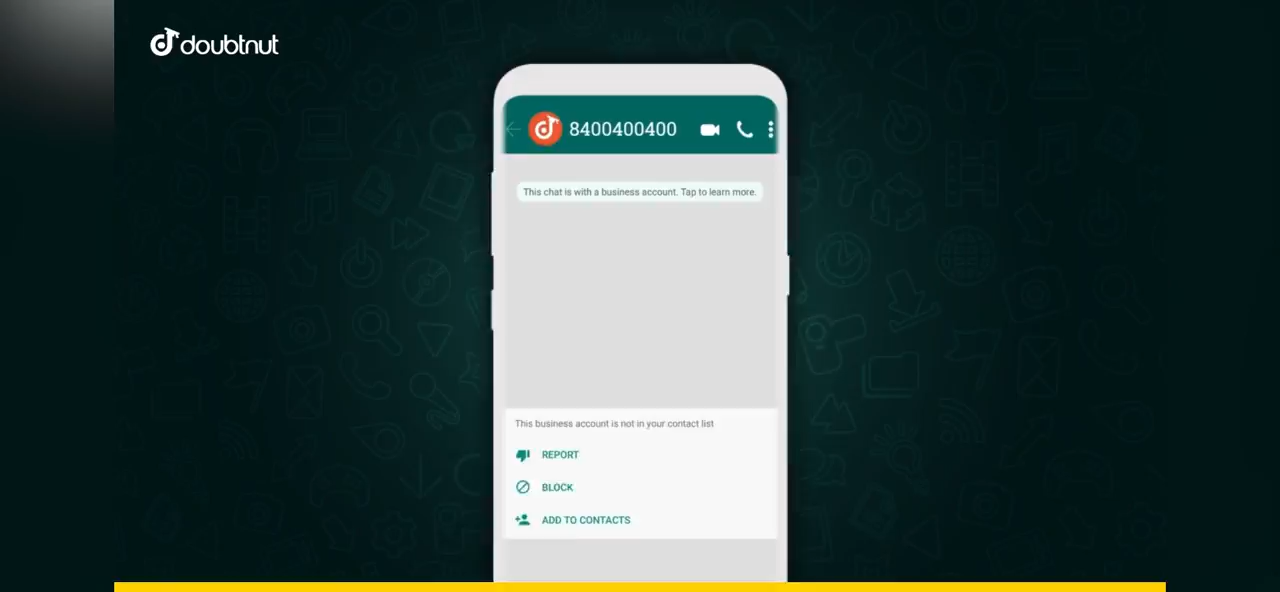 doubtnut
8400400400
This chat is with a business account. Tap to learn more.
This business account is not in your contact list
REPORT
BLOCK
ADD TO CONTACTS